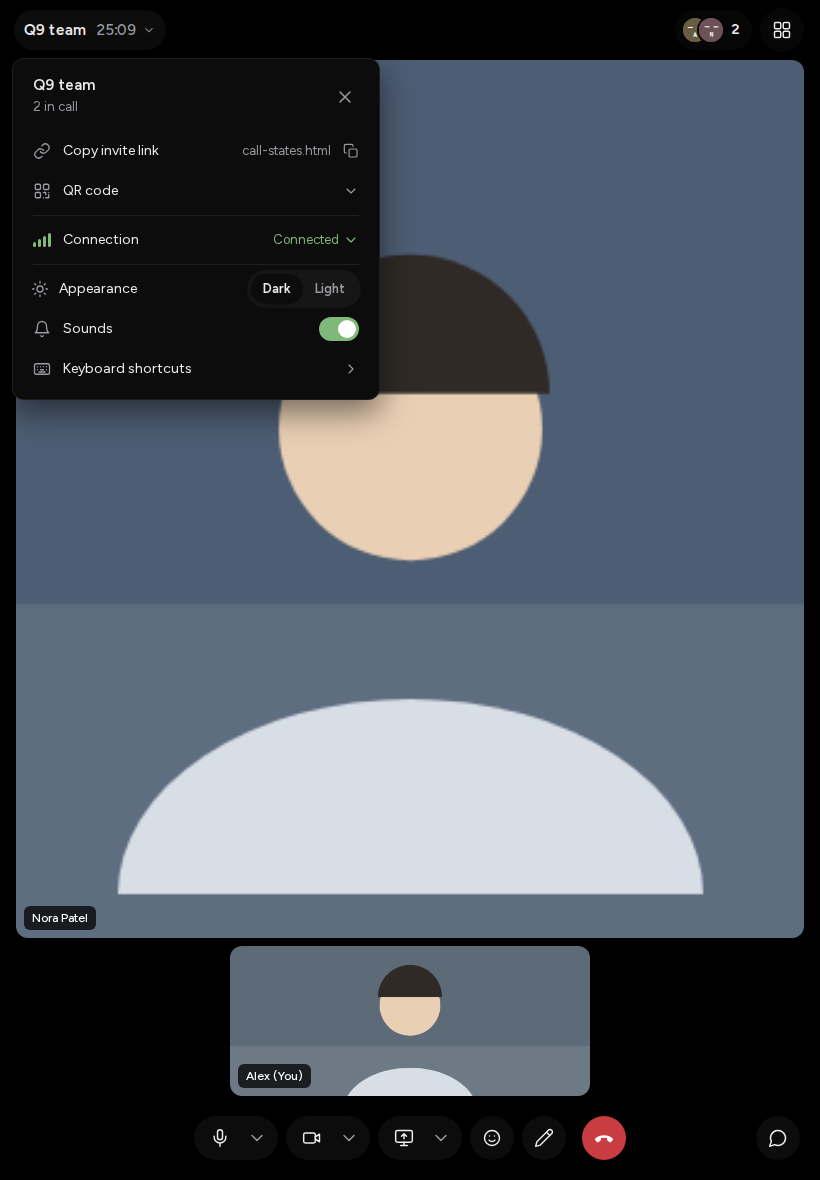 Q9 team 25:09
A N 2
Q9 team
2 in call
Copy invite link call-states.html
QR code
Connection Connected
Appearance Dark Light
Sounds
Keyboard shortcuts
Nora Patel
Alex (You)